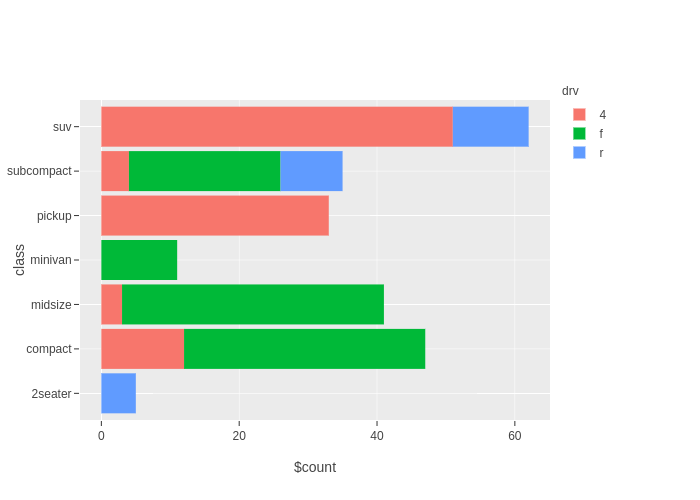 drv
4
f
r
class
suv
subcompact
pickup
minivan
midsize
compact
2seater
0 20 40 60
$count